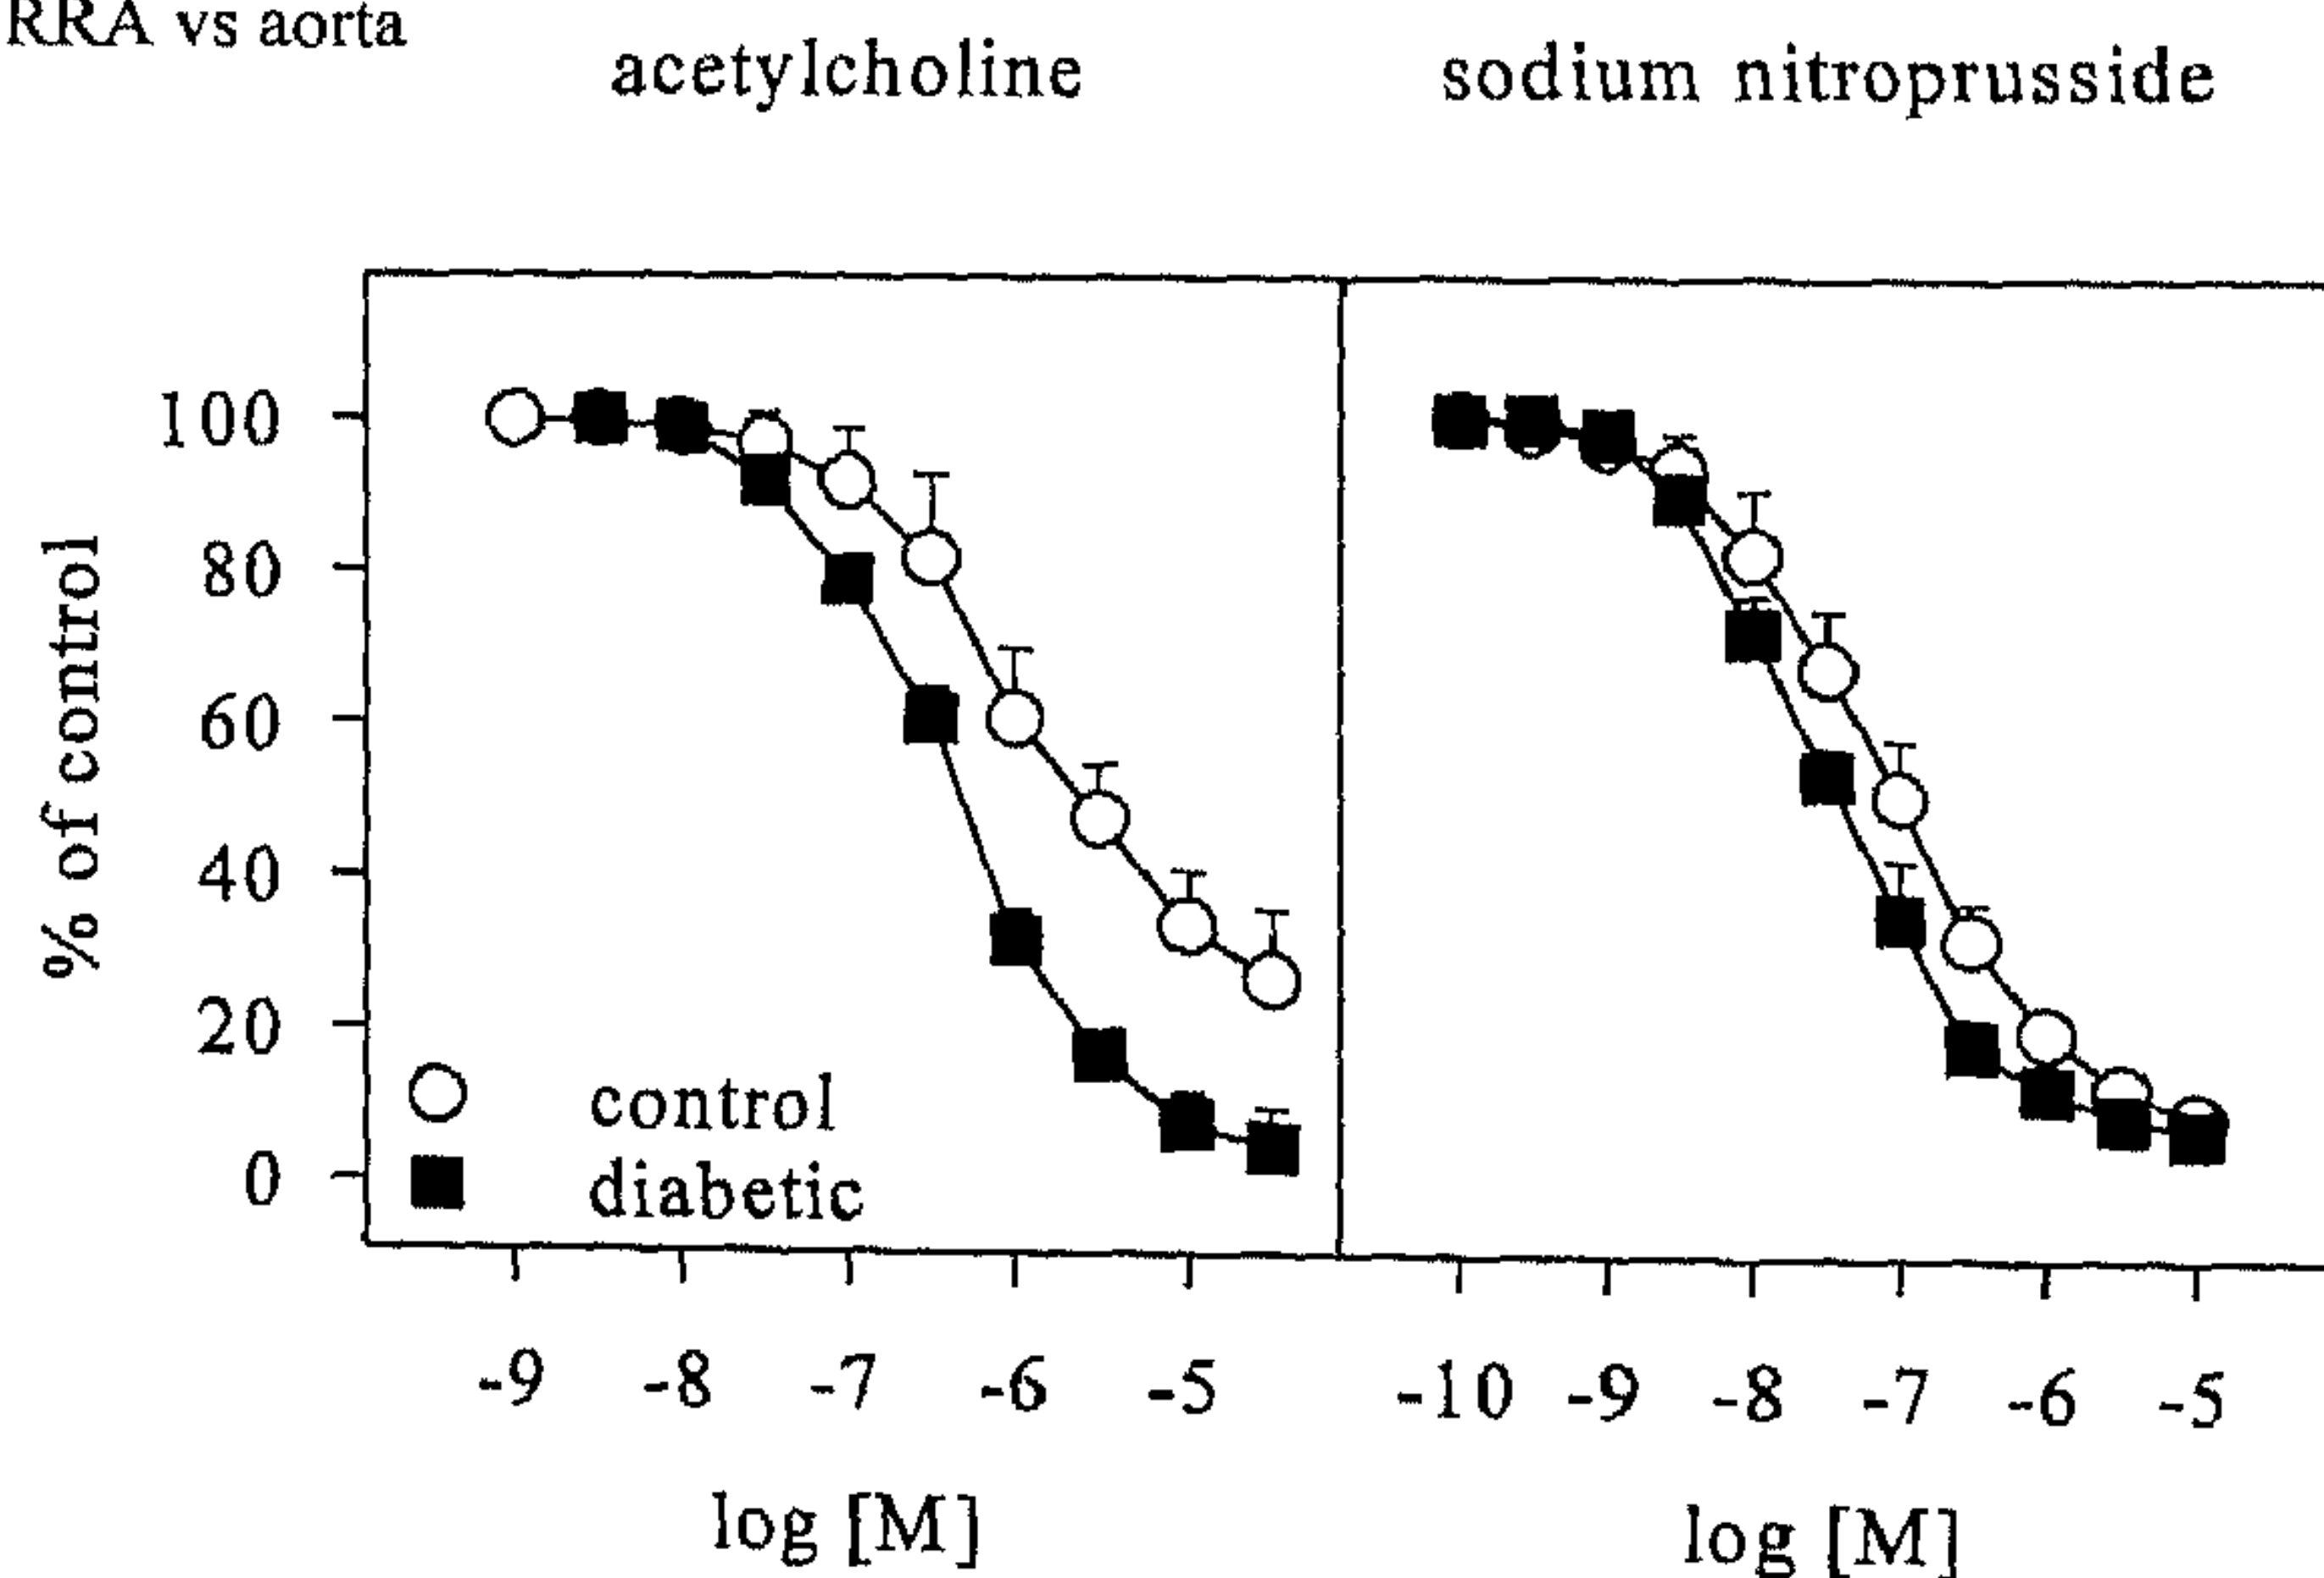 RRA vs aorta
acetylcholine
sodium nitroprusside
% of control
100
80
60
40
20
0
control
diabetic
-9 -8 -7 -6 -5
-10 -9 -8 -7 -6 -5
log [M]
log [M]